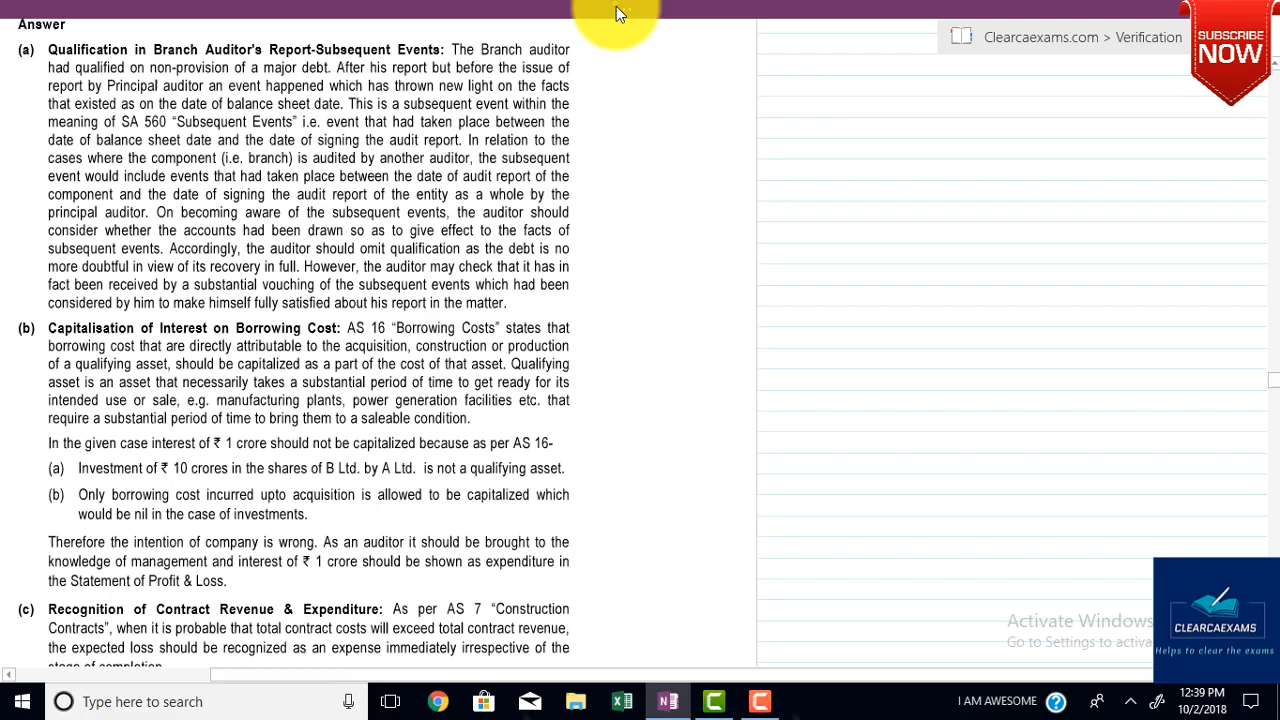 Answer
(a) Qualification in Branch Auditor's Report-Subsequent Events: The Branch auditor
had qualified on non-provision of a major debt. After his report but before the issue of
report by Principal auditor an event happened which has thrown new light on the facts
that existed as on the date of balance sheet date. This is a subsequent event within the
meaning of SA 560 “Subsequent Events” i.e. event that had taken place between the
date of balance sheet date and the date of signing the audit report. In relation to the
cases where the component (i.e. branch) is audited by another auditor, the subsequent
event would include events that had taken place between the date of audit report of the
component and the date of signing the audit report of the entity as a whole by the
principal auditor. On becoming aware of the subsequent events, the auditor should
consider whether the accounts had been drawn so as to give effect to the facts of
subsequent events. Accordingly, the auditor should omit qualification as the debt is no
more doubtful in view of its recovery in full. However, the auditor may check that it has in
fact been received by a substantial vouching of the subsequent events which had been
considered by him to make himself fully satisfied about his report in the matter.
(b) Capitalisation of Interest on Borrowing Cost: AS 16 “Borrowing Costs” states that
borrowing cost that are directly attributable to the acquisition, construction or production
of a qualifying asset, should be capitalized as a part of the cost of that asset. Qualifying
asset is an asset that necessarily takes a substantial period of time to get ready for its
intended use or sale, e.g. manufacturing plants, power generation facilities etc. that
require a substantial period of time to bring them to a saleable condition.
In the given case interest of ₹ 1 crore should not be capitalized because as per AS 16-
(a) Investment of ₹ 10 crores in the shares of B Ltd. by A Ltd. is not a qualifying asset.
(b) Only borrowing cost incurred upto acquisition is allowed to be capitalized which
would be nil in the case of investments.
Therefore the intention of company is wrong. As an auditor it should be brought to the
knowledge of management and interest of ₹ 1 crore should be shown as expenditure in
the Statement of Profit & Loss.
(c) Recognition of Contract Revenue & Expenditure: As per AS 7 “Construction
Contracts”, when it is probable that total contract costs will exceed total contract revenue,
the expected loss should be recognized as an expense immediately irrespective of the
stage of completion.
Clearcaexams.com > Verification
SUBSCRIBE
NOW
Activate Windows
Go to Settings to activa
CLEARCAEXAMS
Helps to clear the exams
Type here to search
I AM AWESOME
12:39 PM
10/2/2018